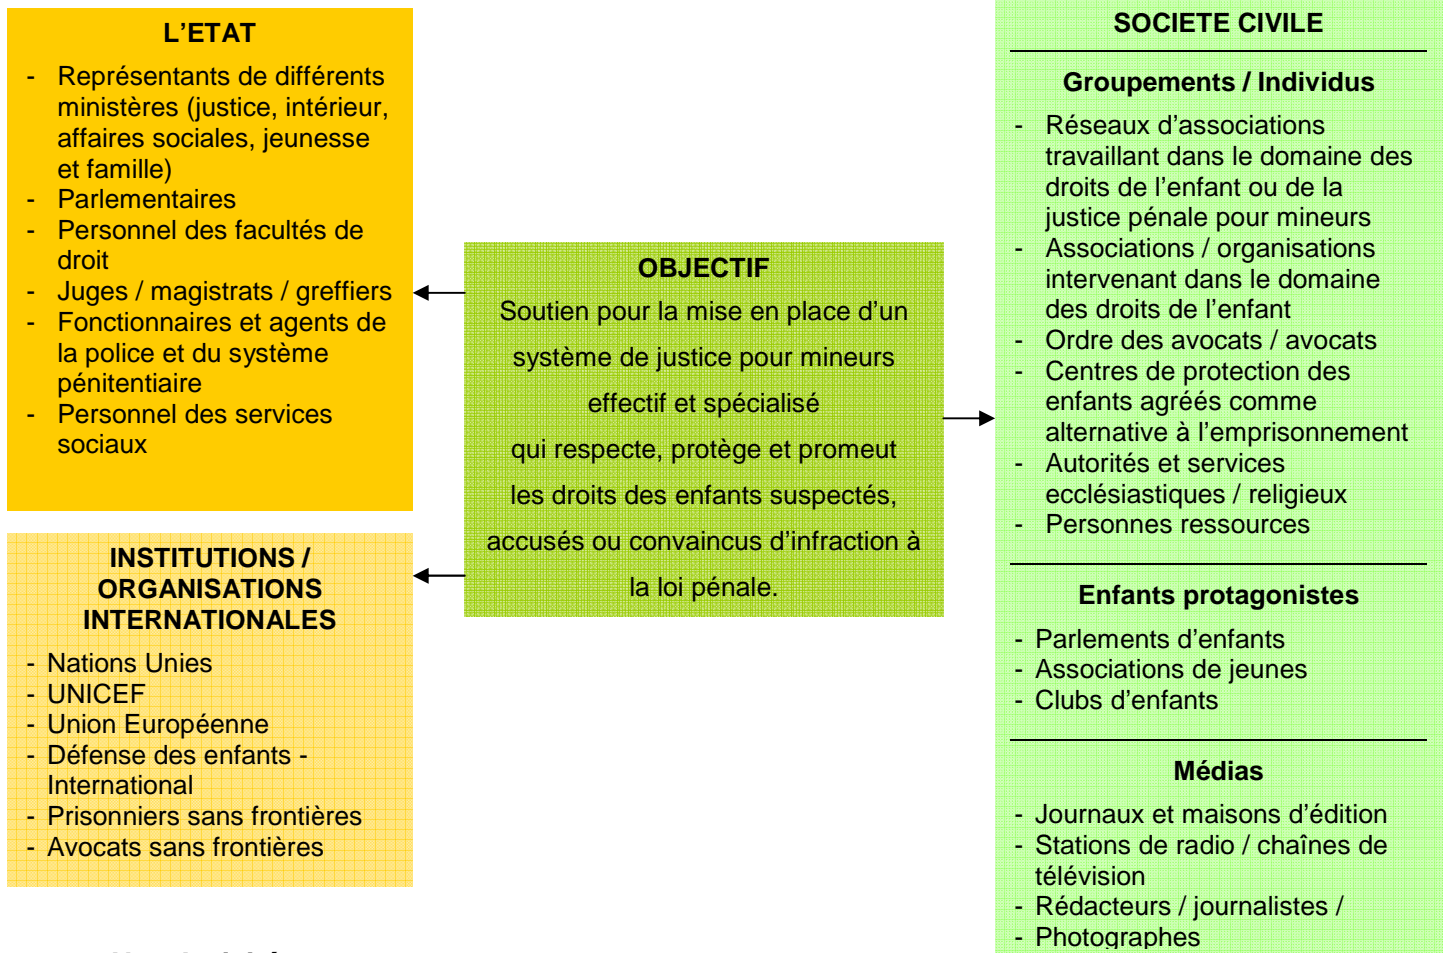 L'ETAT
- Représentants de différents
ministères (justice, intérieur,
affaires sociales, jeunesse
et famille)
- Parlementaires
- Personnel des facultés de
droit
- Juges / magistrats / greffiers
- Fonctionnaires et agents de
la police et du système
pénitentiaire
- Personnel des services
sociaux
INSTITUTIONS /
ORGANISATIONS
INTERNATIONALES
- Nations Unies
- UNICEF
- Union Européenne
- Défense des enfants -
International
- Prisonniers sans frontières
- Avocats sans frontières
OBJECTIF
Soutien pour la mise en place d'un
système de justice pour mineurs
effectif et spécialisé
qui respecte, protège et promeut
les droits des enfants suspectés,
accusés ou convaincus d'infraction à
la loi pénale.
SOCIETE CIVILE
Groupements / Individus
- Réseaux d'associations
travaillant dans le domaine des
droits de l'enfant ou de la
justice pénale pour mineurs
- Associations / organisations
intervenant dans le domaine
des droits de l'enfant
- Ordre des avocats / avocats
- Centres de protection des
enfants agréés comme
alternative à l'emprisonnement
- Autorités et services
ecclésiastiques / religieux
- Personnes ressources
Enfants protagonistes
- Parlements d'enfants
- Associations de jeunes
- Clubs d'enfants
Médias
- Journaux et maisons d'édition
- Stations de radio / chaînes de
télévision
- Rédacteurs / journalistes /
- Photographes